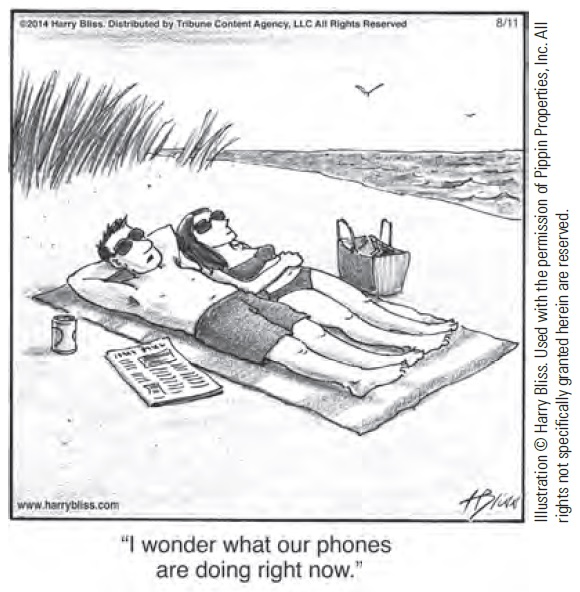 ©2014 Harry Bliss. Distributed by Tribune Content Agency, LLC All Rights Reserved
8/11
www.harrybliss.com
HBliss
"I wonder what our phones
are doing right now."
Illustration © Harry Bliss. Used with the permission of Pippin Properties, Inc. All
rights not specifically granted herein are reserved.